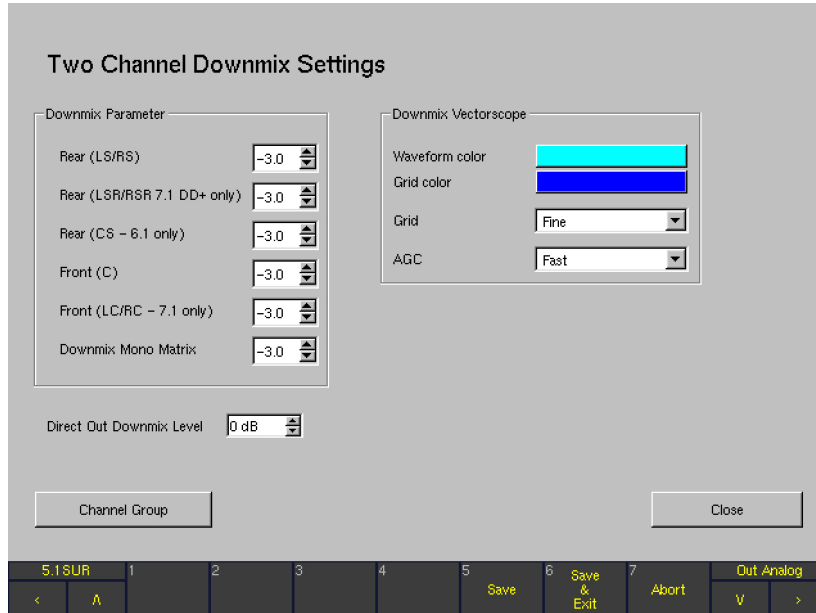 Two Channel Downmix Settings
Downmix Parameter
Rear (LS/RS) -3.0
Rear (LSR/RSR 7.1 DD+ only) -3.0
Rear (CS - 6.1 only) -3.0
Front (C) -3.0
Front (LC/RC - 7.1 only) -3.0
Downmix Mono Matrix -3.0
Direct Out Downmix Level 0 dB
Downmix Vectorscope
Waveform color
Grid color
Grid Fine
AGC Fast
Channel Group
Close
5.1SUR 1 2 3 4 5 6 7 Out Analog
< Λ Save Save & Exit Abort V >